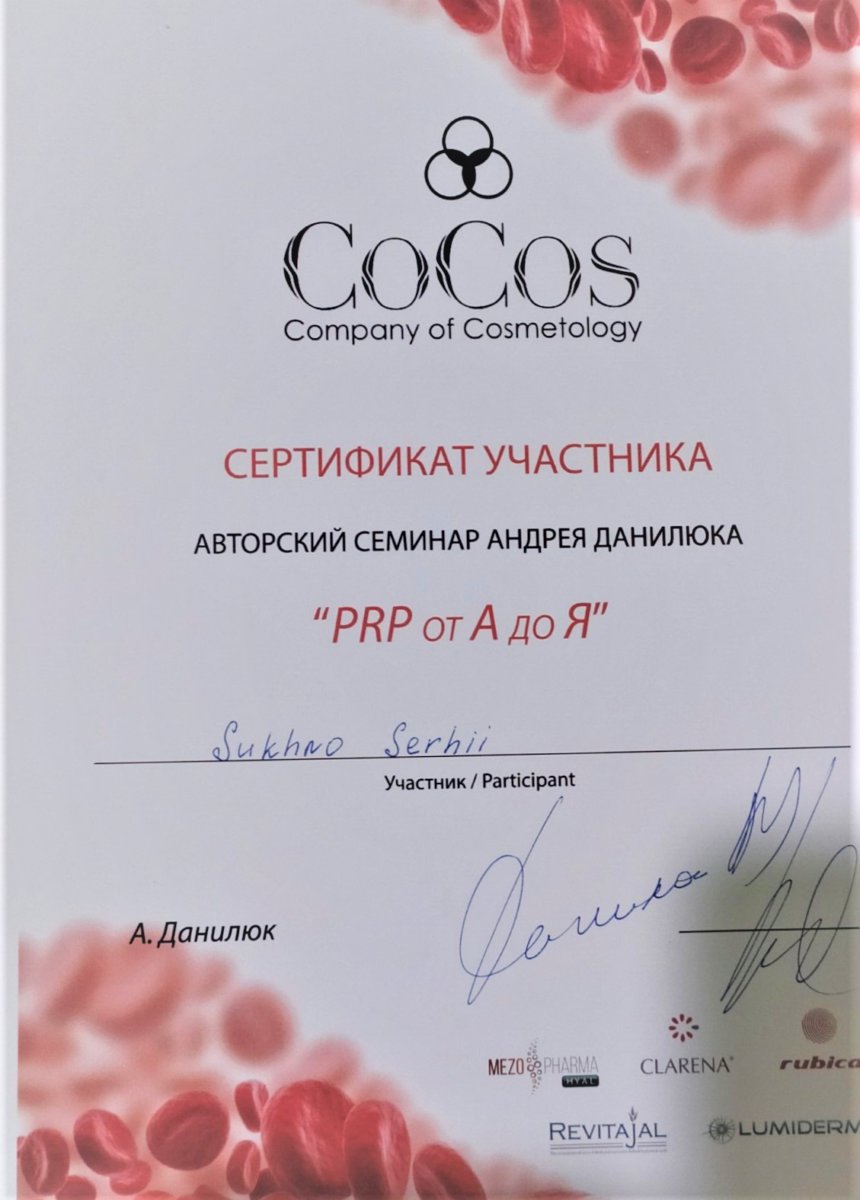 CoCos
Company of Cosmetology
СЕРТИФИКАТ УЧАСТНИКА
АВТОРСКИЙ СЕМИНАР АНДРЕЯ ДАНИЛЮКА
“PRP от А до Я”
Sukhno Serhii
Участник / Participant
А. Данилюк
MEZO PHARMA
HYAL
CLARENA®
rubica
REVITAJAL
LUMIDERM